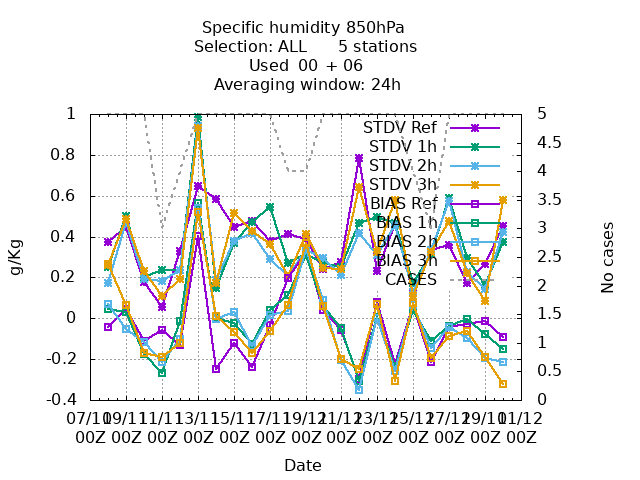 Specific humidity 850hPa
Selection: ALL 5 stations
Used 00 + 06
Averaging window: 24h
1
0.8
0.6
0.4
0.2
0
-0.2
-0.4
g/Kg
STDV Ref
STDV 1h
STDV 2h
STDV 3h
BIAS Ref
BIAS 1h
BIAS 2h
BIAS 3h
CASES
5
4.5
4
3.5
3
2.5
2
1.5
1
0.5
0
No cases
07/11 09/11 11/11 13/11 15/11 17/11 19/11 21/11 23/11 25/11 27/11 29/11 01/12
00Z 00Z 00Z 00Z 00Z 00Z 00Z 00Z 00Z 00Z 00Z 00Z 00Z
Date